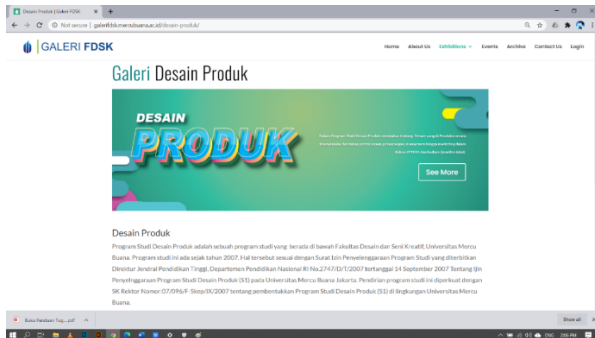 Desain Produk | Galeri FDSK
Not secure | galerifdsk.mercubuana.ac.id/desain-produk/
GALERI FDSK
Home About Us Exhibitions Events Archive Contact Us Login
Galeri Desain Produk
DESAIN
PRODUK
See More
Desain Produk
Program Studi Desain Produk adalah sebuah program studi yang berada di bawah Fakultas Desain dan Seni Kreatif, Universitas Mercu
Buana. Program studi ini ada sejak tahun 2007. Hal tersebut sesuai dengan Surat Izin Penyelenggaraan Program Studi yang diterbitkan
Direktur Jendral Pendidikan Tinggi, Departemen Pendidikan Nasional RI No.2747/D/T/2007 tertanggal 14 September 2007 Tentang Ijin
Penyelenggaraan Program Studi Desain Produk (S1) pada Universitas Mercu Buana Jakarta. Pendirian program studi ini diperkuat dengan
SK Rektor Nomor: 07/096/F-Skep/IX/2007 tentang pembentukkan Program Studi Desain Produk (S1) di lingkungan Universitas Mercu
Buana.
Buku Panduan Tug....pdf
Show all